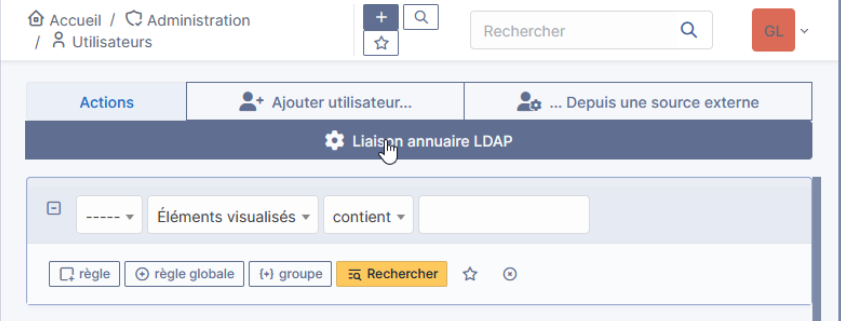 Accueil / Administration
/ Utilisateurs
Rechercher
GL
Actions
Ajouter utilisateur...
... Depuis une source externe
Liaison annuaire LDAP
-----
Éléments visualisés
contient
règle
règle globale
(+) groupe
Rechercher